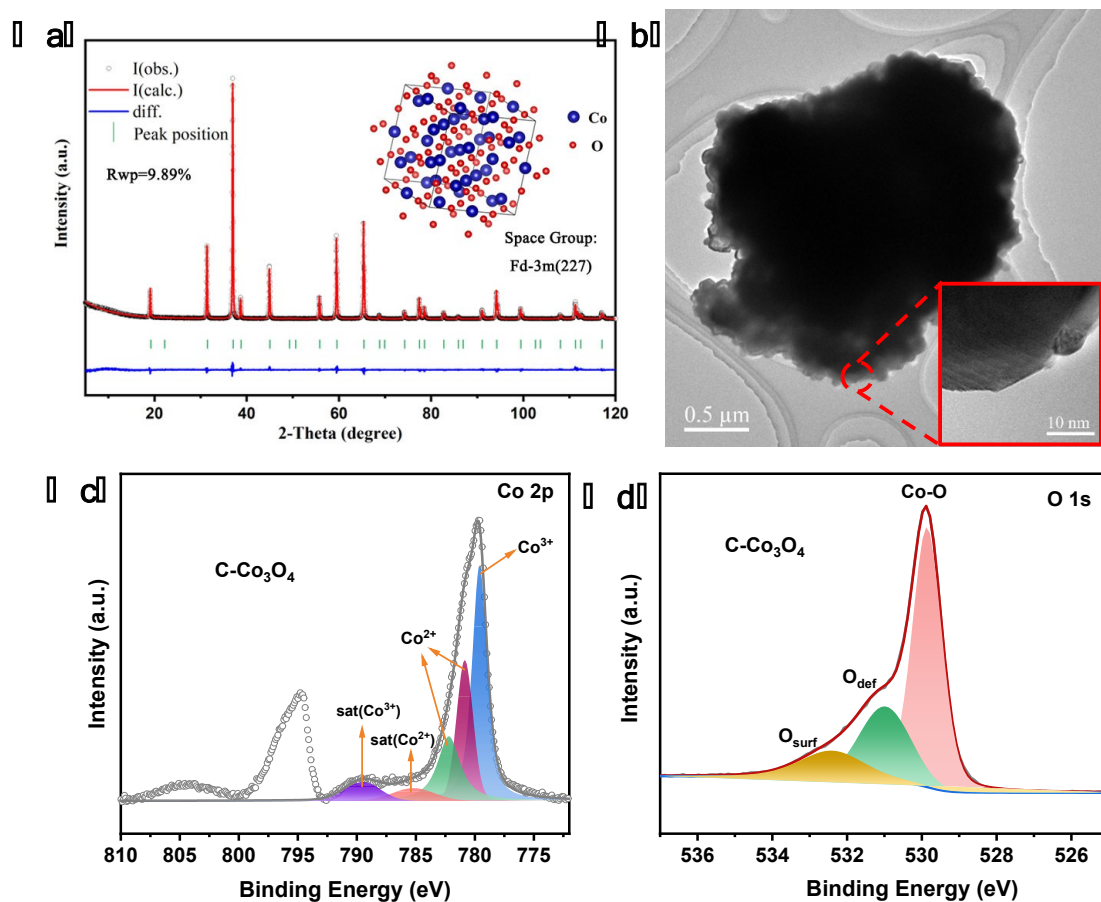 a
I(obs.)
I(calc.)
diff.
Peak position
Rwp=9.89%
Co
O
Space Group:
Fd-3m(227)
Intensity (a.u.)
20 40 60 80 100 120
2-Theta (degree)
b
0.5 μm
10 nm
c
Co 2p
C-Co₃O₄
Co³⁺
Co²⁺
sat(Co³⁺)
sat(Co²⁺)
Intensity (a.u.)
810 805 800 795 790 785 780 775
Binding Energy (eV)
d
Co-O
O 1s
C-Co₃O₄
O_def
O_surf
Intensity (a.u.)
536 534 532 530 528 526
Binding Energy (eV)